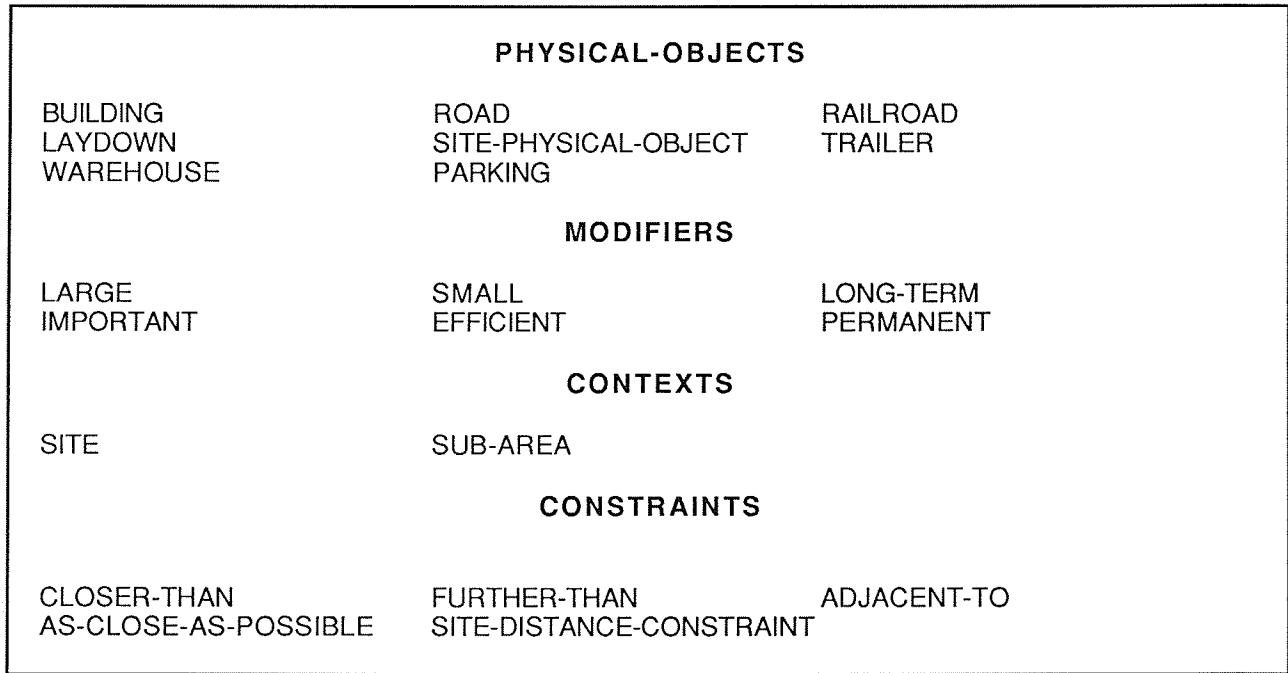 PHYSICAL-OBJECTS
BUILDING ROAD RAILROAD
LAYDOWN SITE-PHYSICAL-OBJECT TRAILER
WAREHOUSE PARKING
MODIFIERS
LARGE SMALL LONG-TERM
IMPORTANT EFFICIENT PERMANENT
CONTEXTS
SITE SUB-AREA
CONSTRAINTS
CLOSER-THAN FURTHER-THAN ADJACENT-TO
AS-CLOSE-AS-POSSIBLE SITE-DISTANCE-CONSTRAINT